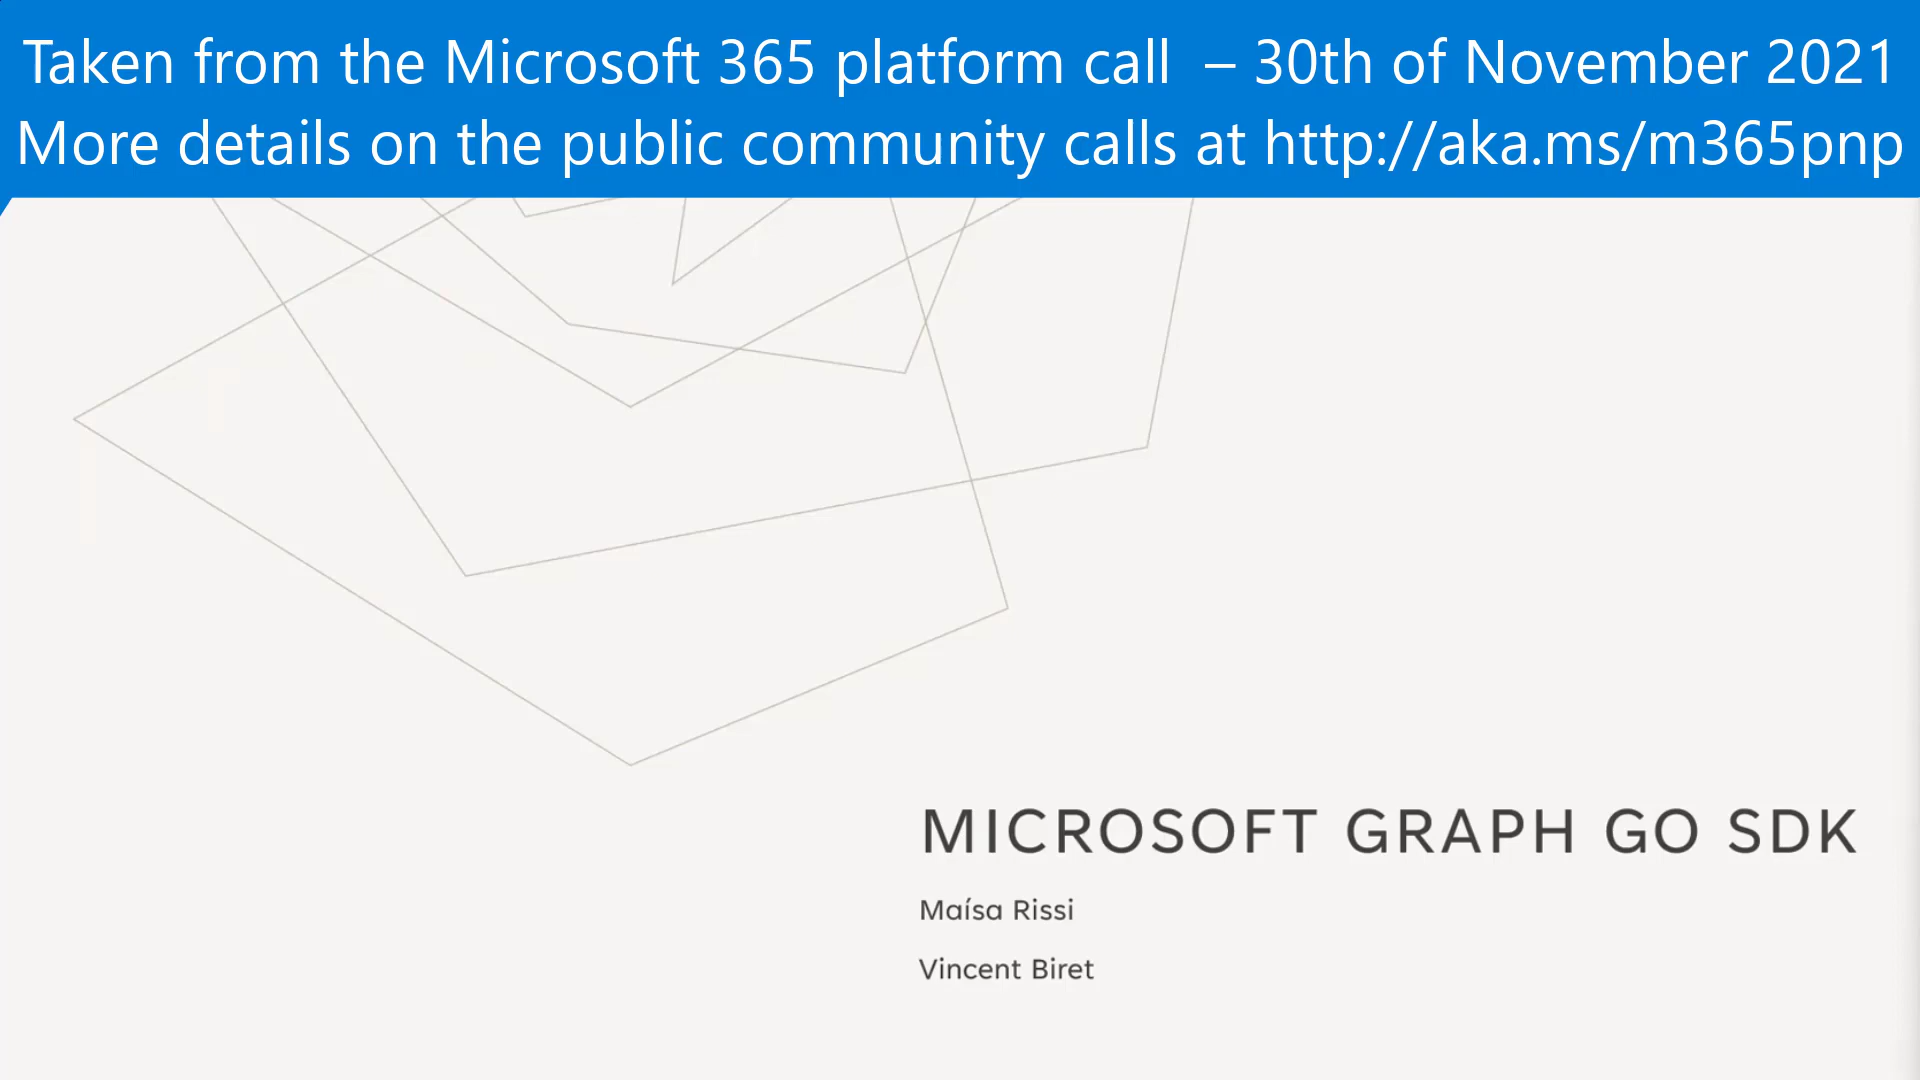 Taken from the Microsoft 365 platform call – 30th of November 2021
More details on the public community calls at http://aka.ms/m365pnp
MICROSOFT GRAPH GO SDK
Maísa Rissi
Vincent Biret